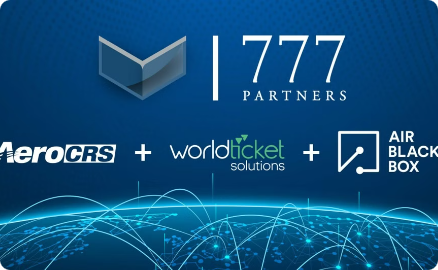 777
PARTNERS
AeroCRS + worldticket solutions + AIR BLACK BOX